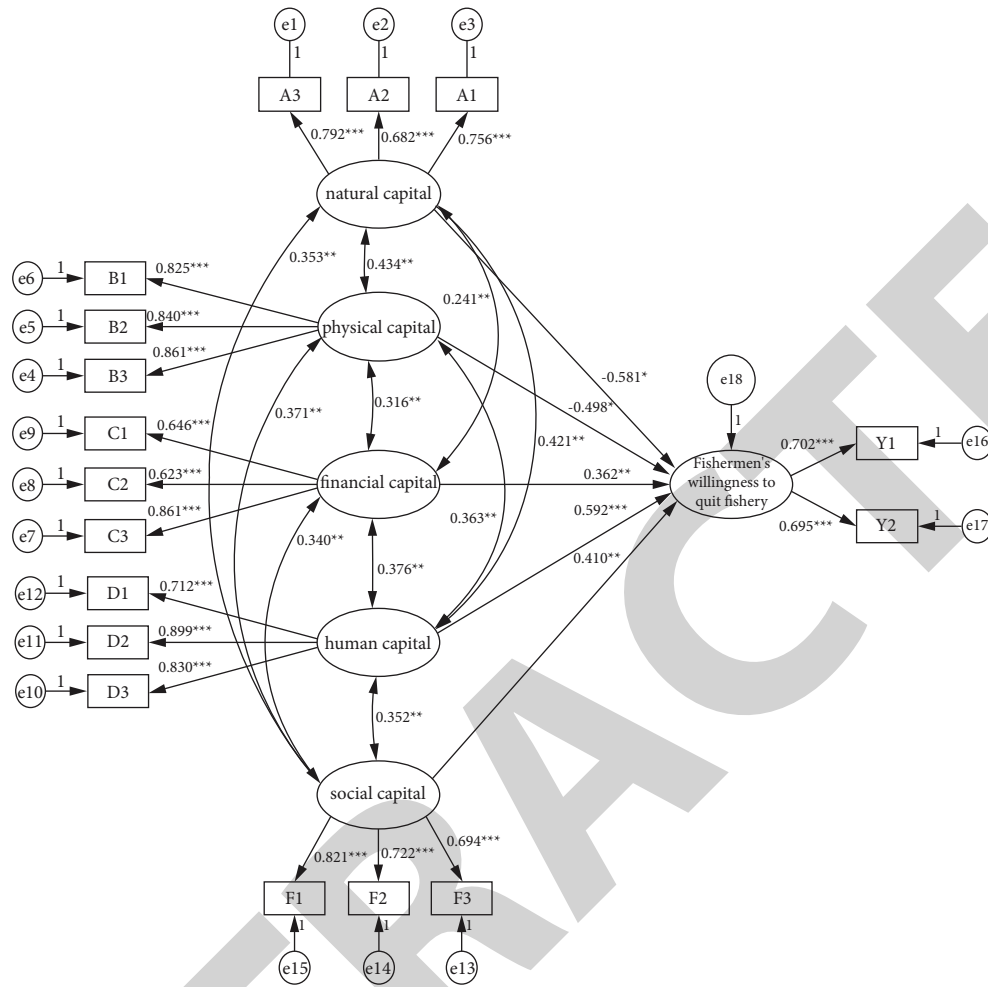 e1
e2
e3
1
1
1
A3
A2
A1
0.792***
0.682***
0.756***
natural capital
0.353**
0.434**
0.241**
e6
1
B1
0.825***
e5
1
B2
0.840***
e4
1
B3
0.861***
physical capital
0.371**
0.316**
-0.581*
-0.498*
0.421**
e18
1
e9
1
C1
0.646***
e8
1
C2
0.623***
e7
1
C3
0.861***
financial capital
0.362**
Fishermen's
willingness to
quit fishery
0.702***
Y1
1
e16
0.695***
Y2
1
e17
0.340**
0.376**
0.363**
0.592***
0.410**
e12
1
D1
0.712***
e11
1
D2
0.899***
e10
1
D3
0.830***
human capital
0.352**
social capital
0.821***
0.722***
0.694***
F1
F2
F3
1
1
1
e15
e14
e13
TRACTE